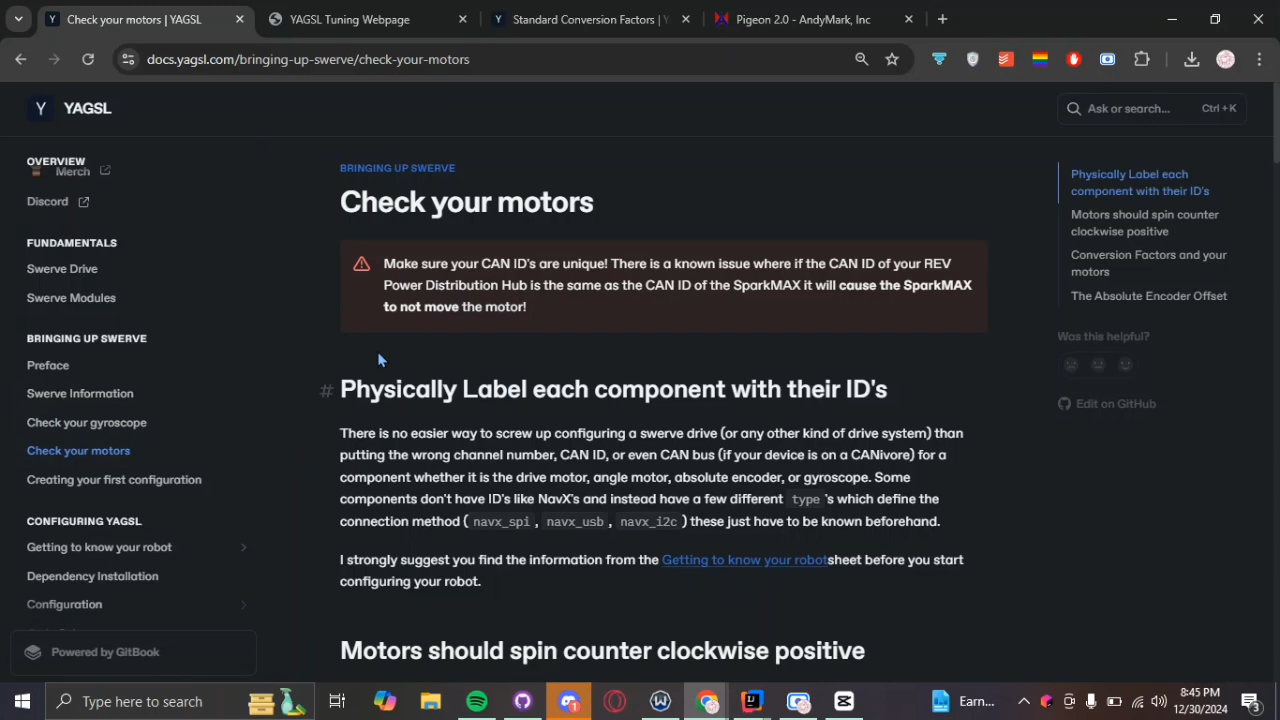 Check your motors | YAGSL
YAGSL Tuning Webpage
Standard Conversion Factors | Y
Pigeon 2.0 - AndyMark, Inc
docs.yagsl.com/bringing-up-swerve/check-your-motors
Y YAGSL
Ask or search... Ctrl + K
OVERVIEW
Merch
Discord
FUNDAMENTALS
Swerve Drive
Swerve Modules
BRINGING UP SWERVE
Preface
Swerve Information
Check your gyroscope
Check your motors
Creating your first configuration
CONFIGURING YAGSL
Getting to know your robot
Dependency Installation
Configuration
Powered by GitBook
BRINGING UP SWERVE
Check your motors
Make sure your CAN ID's are unique! There is a known issue where if the CAN ID of your REV
Power Distribution Hub is the same as the CAN ID of the SparkMAX it will cause the SparkMAX
to not move the motor!
# Physically Label each component with their ID's
There is no easier way to screw up configuring a swerve drive (or any other kind of drive system) than
putting the wrong channel number, CAN ID, or even CAN bus (if your device is on a CANivore) for a
component whether it is the drive motor, angle motor, absolute encoder, or gyroscope. Some
components don't have ID's like NavX's and instead have a few different type 's which define the
connection method ( navx_spi , navx_usb , navx_i2c ) these just have to be known beforehand.
I strongly suggest you find the information from the Getting to know your robotsheet before you start
configuring your robot.
Motors should spin counter clockwise positive
Physically Label each
component with their ID's
Motors should spin counter
clockwise positive
Conversion Factors and your
motors
The Absolute Encoder Offset
Was this helpful?
Edit on GitHub
Type here to search
Earn...
8:45 PM
12/30/2024